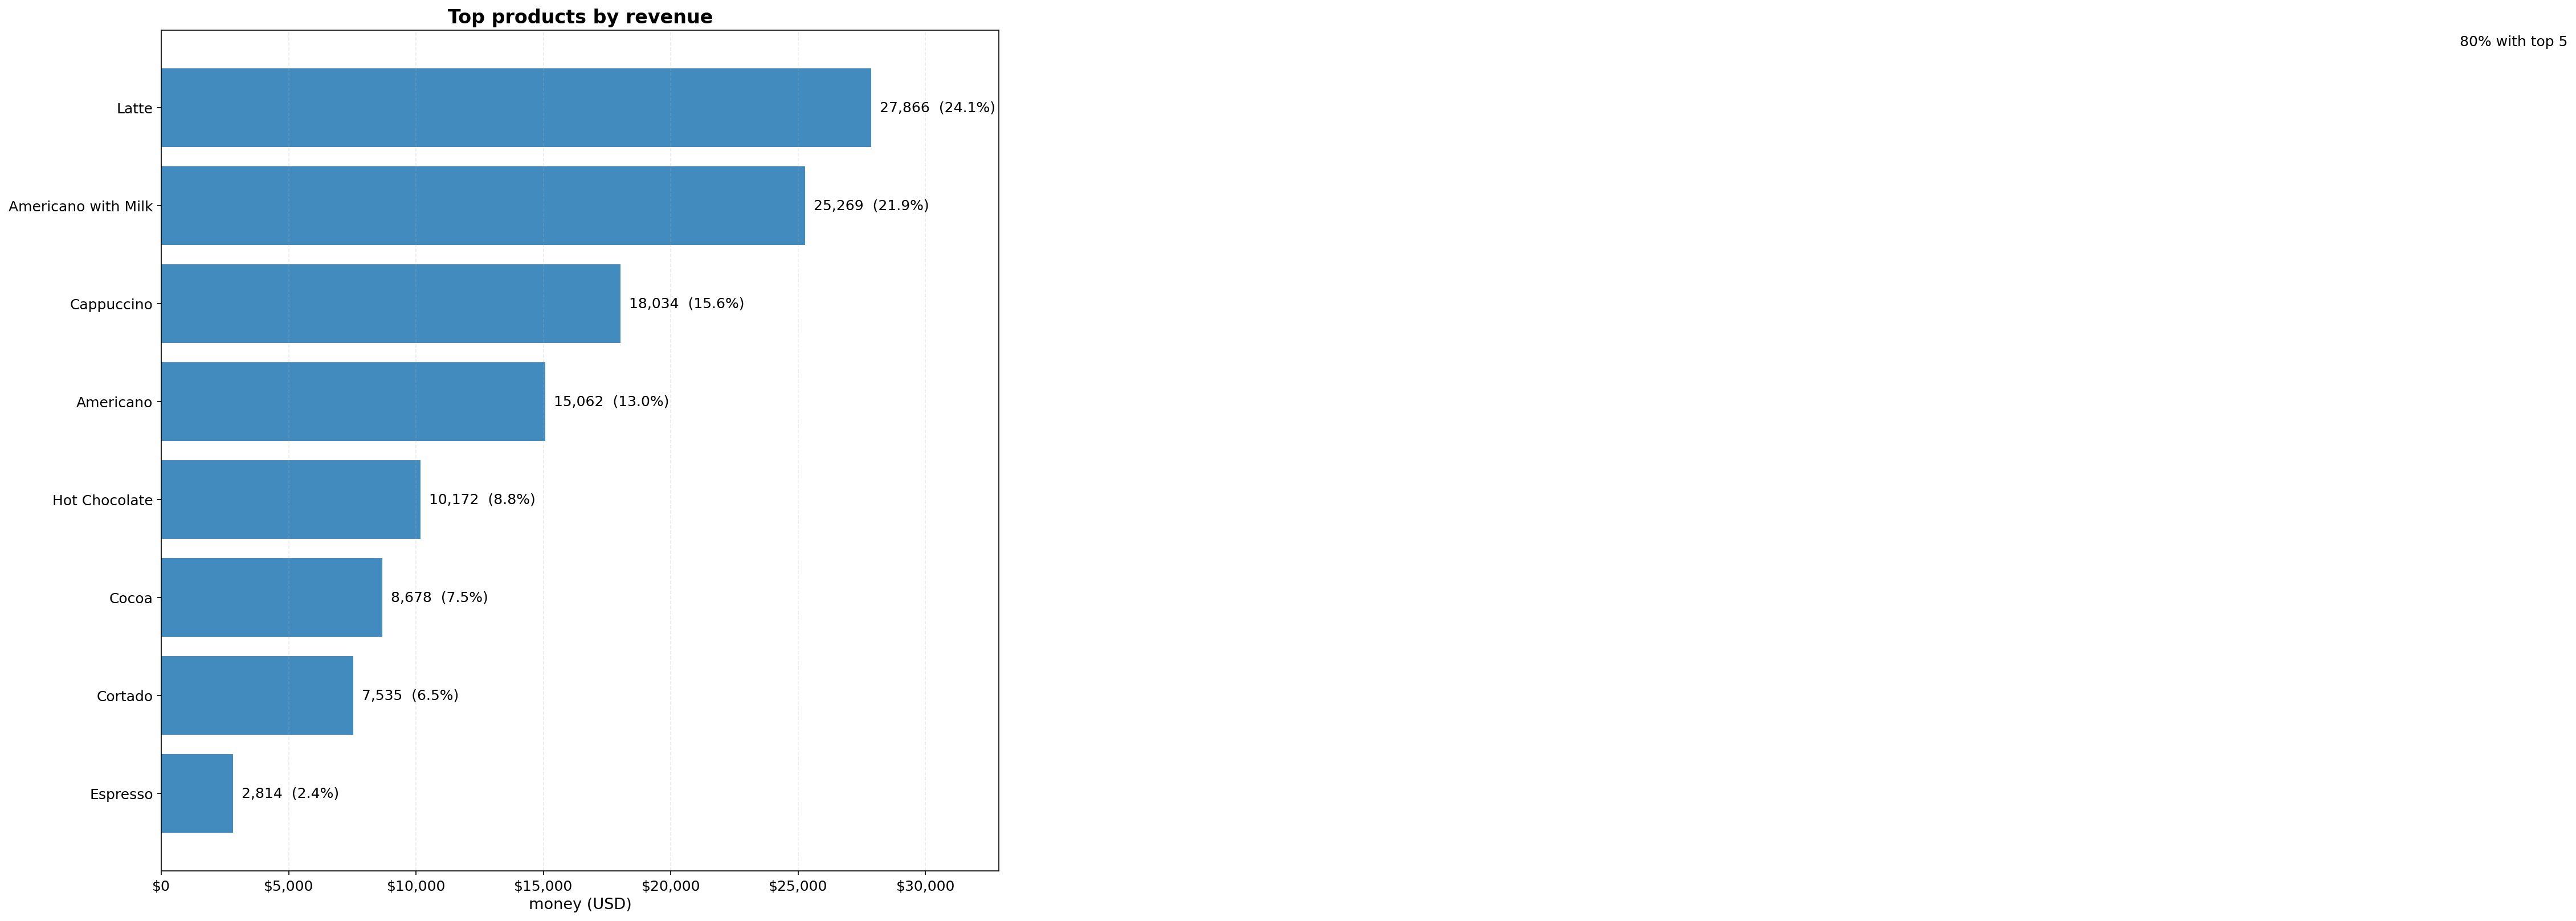 Top products by revenue
80% with top 5
Latte
27,866  (24.1%)
Americano with Milk
25,269  (21.9%)
Cappuccino
18,034  (15.6%)
Americano
15,062  (13.0%)
Hot Chocolate
10,172  (8.8%)
Cocoa
8,678  (7.5%)
Cortado
7,535  (6.5%)
Espresso
2,814  (2.4%)
$0 $5,000 $10,000 $15,000 $20,000 $25,000 $30,000
money (USD)